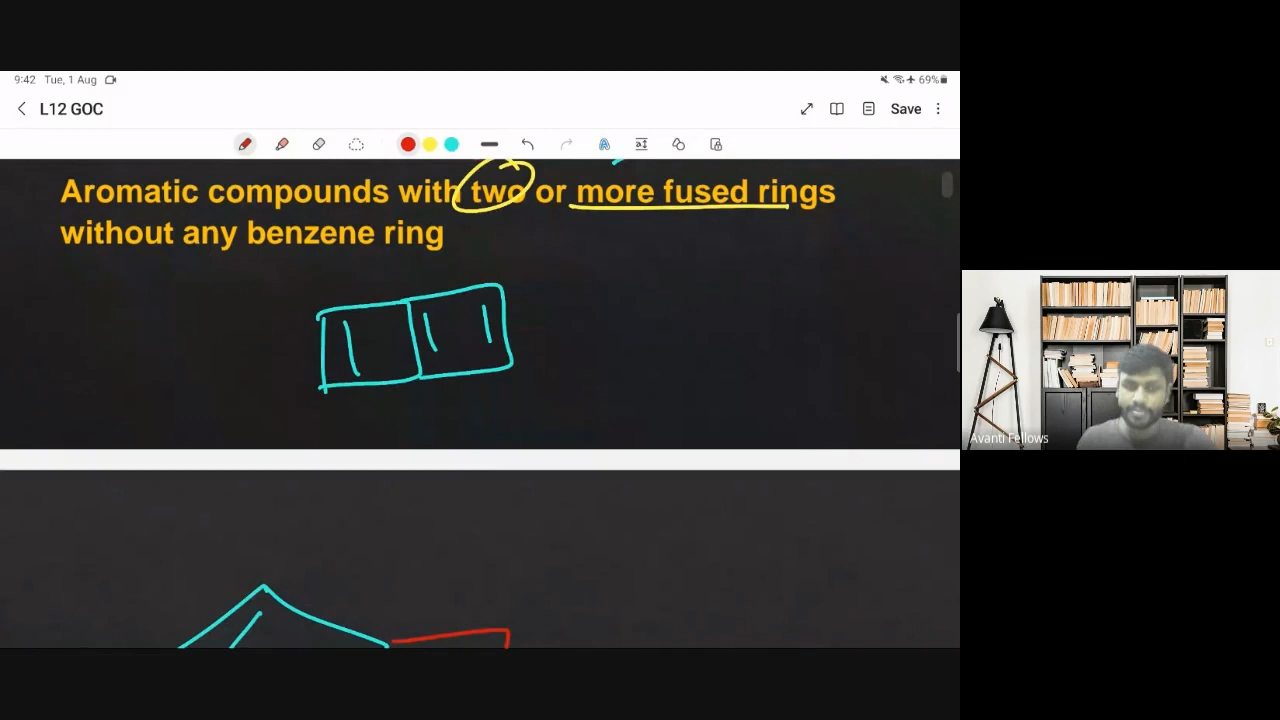 9:42 Tue, 1 Aug 69%
L12 GOC Save
Aromatic compounds with two or more fused rings
without any benzene ring
Avanti Fellows